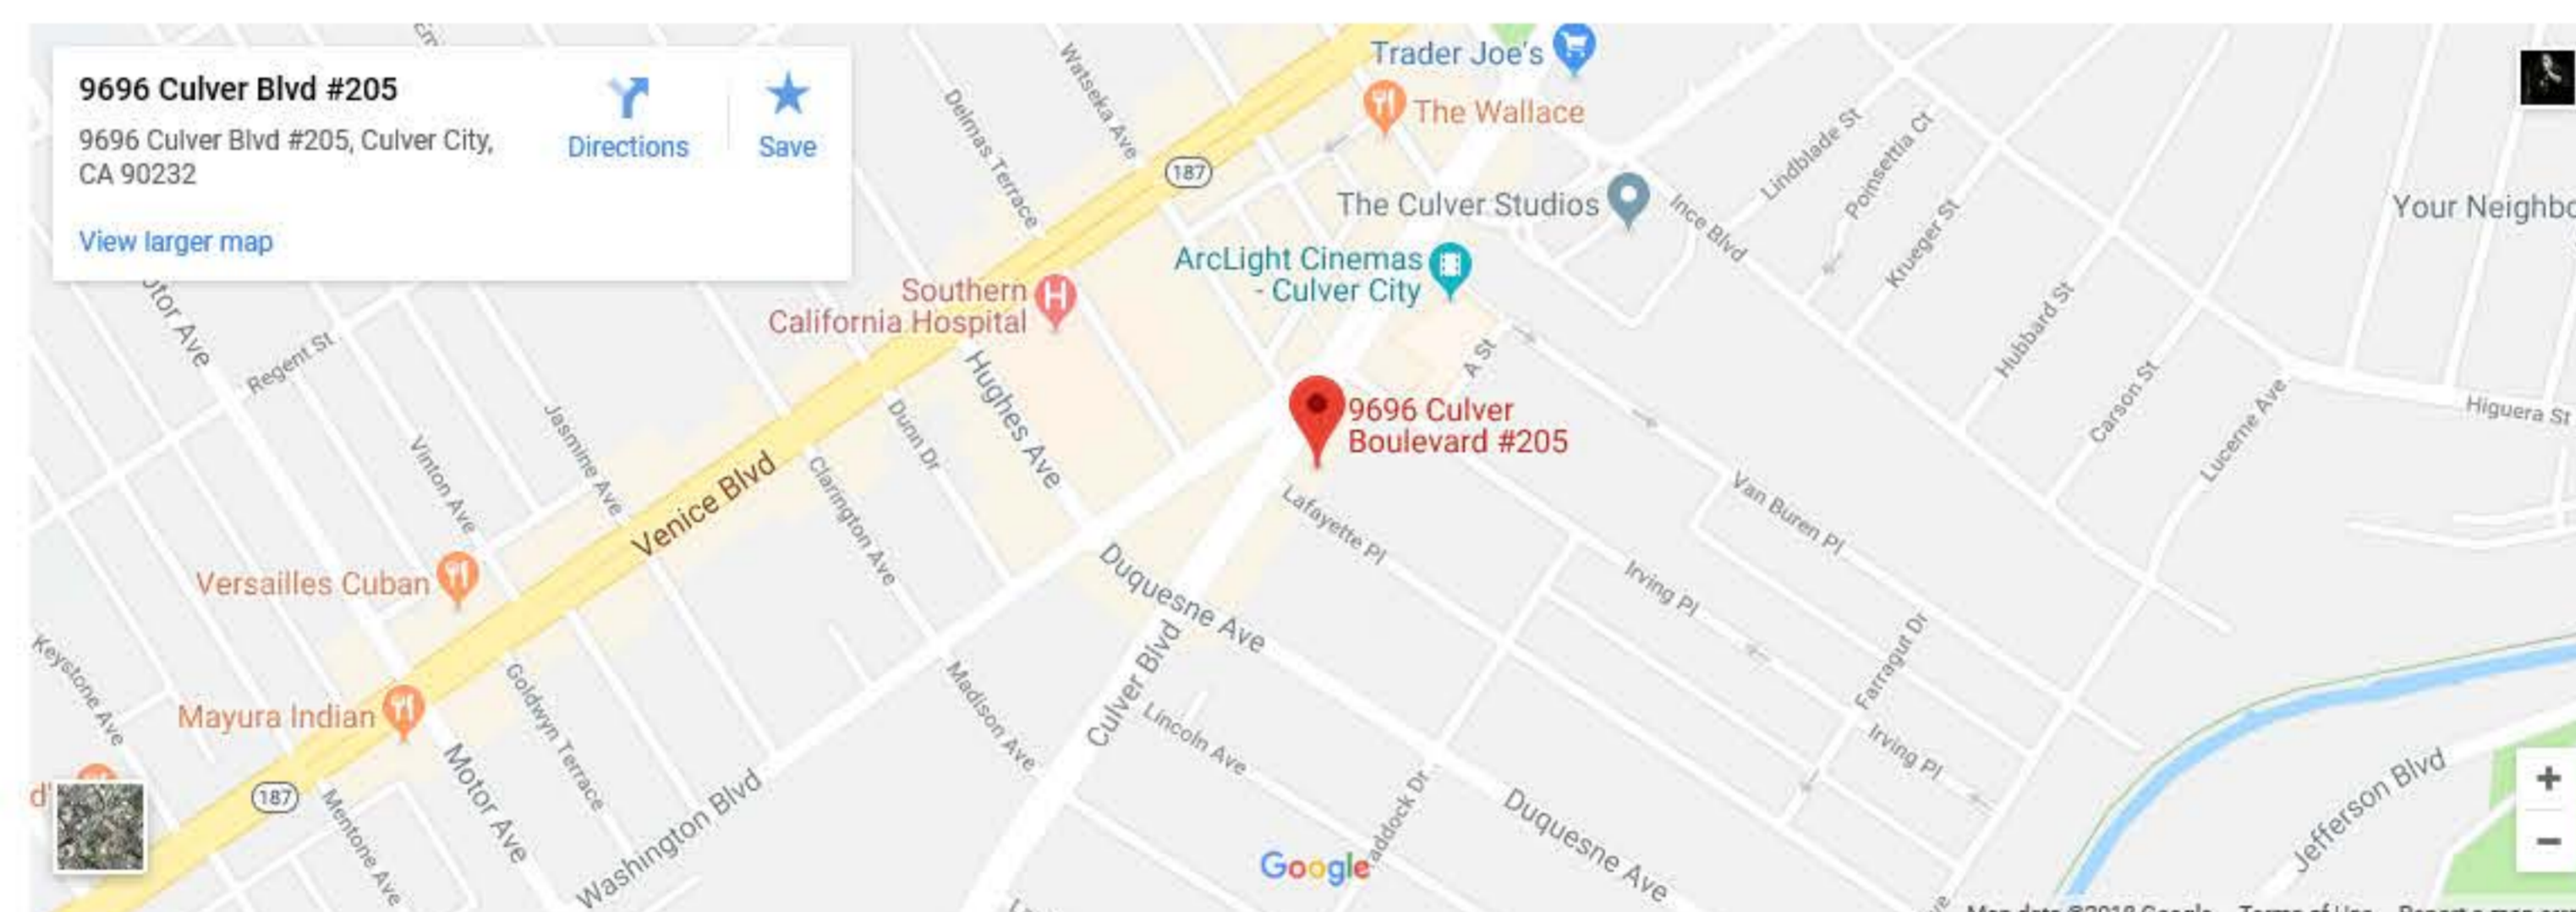 9696 Culver Blvd #205
9696 Culver Blvd #205, Culver City,
CA 90232
Directions
Save
View larger map
Trader Joe's
The Wallace
Watseka Ave
Delmas Terrace
187
The Culver Studios
Lindblade St
Poinsettia Ct
Krueger St
Ince Blvd
Your Neighbo
ArcLight Cinemas
- Culver City
Southern
California Hospital
Hubbard St
A St
Regent St
otor Ave
Hughes Ave
9696 Culver
Boulevard #205
Carson St
Lucerne Ave
Higuera St
Jasmine Ave
Dunn Dr
Vinton Ave
Venice Blvd
Clarington Ave
Lafayette Pl
Van Buren Pl
Versailles Cuban
Duquesne Ave
Irving Pl
Farragut Dr
Keystone Ave
Mayura Indian
Goldwyn Terrace
Madison Ave
Culver Blvd
Lincoln Ave
Irving Pl
d'
187
Mentone Ave
Motor Ave
Washington Blvd
addock Dr
Duquesne Ave
Jefferson Blvd
Google
+
−